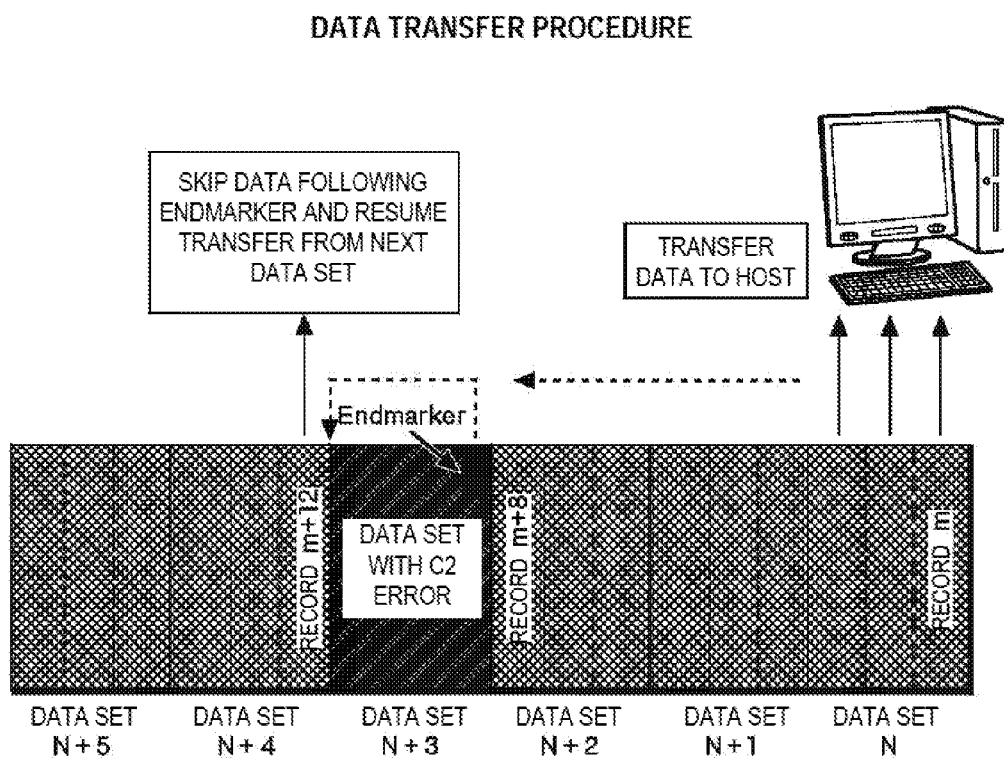 DATA TRANSFER PROCEDURE
SKIP DATA FOLLOWING
ENDMARKER AND RESUME
TRANSFER FROM NEXT
DATA SET
TRANSFER
DATA TO HOST
Endmarker
RECORD m+12
DATA SET
WITH C2
ERROR
RECORD m+8
RECORD m
DATA SET
N + 5
DATA SET
N + 4
DATA SET
N + 3
DATA SET
N + 2
DATA SET
N + 1
DATA SET
N